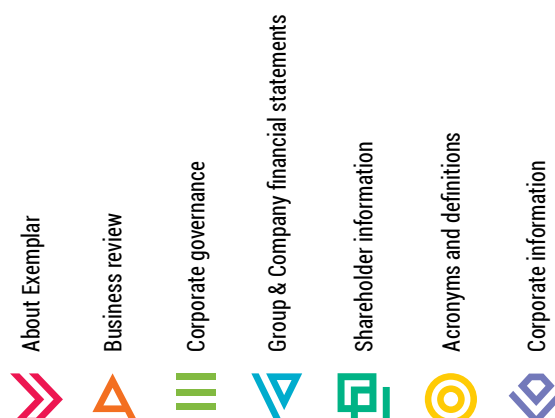 About Exemplar
Business review
Corporate governance
Group & Company financial statements
Shareholder information
Acronyms and definitions
Corporate information